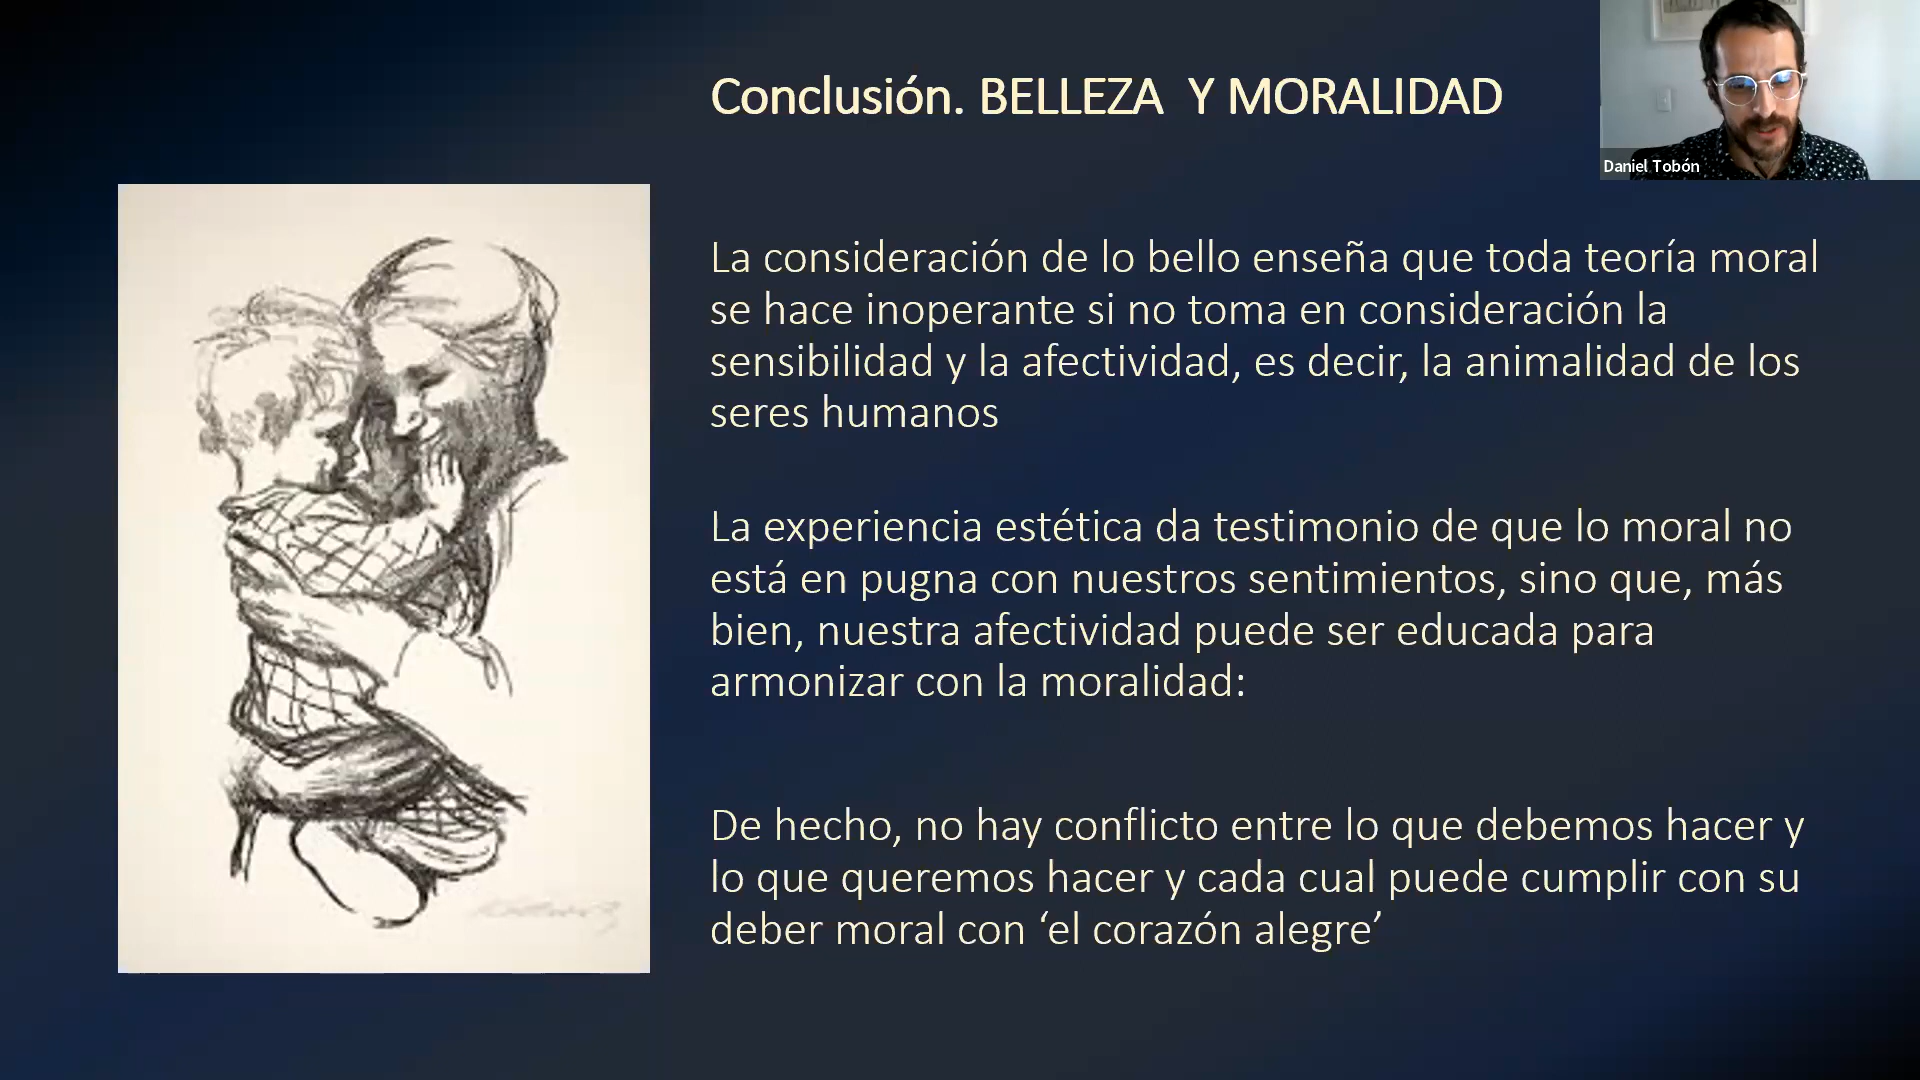 Conclusión. BELLEZA Y MORALIDAD
Daniel Tobón
La consideración de lo bello enseña que toda teoría moral
se hace inoperante si no toma en consideración la
sensibilidad y la afectividad, es decir, la animalidad de los
seres humanos
La experiencia estética da testimonio de que lo moral no
está en pugna con nuestros sentimientos, sino que, más
bien, nuestra afectividad puede ser educada para
armonizar con la moralidad:
De hecho, no hay conflicto entre lo que debemos hacer y
lo que queremos hacer y cada cual puede cumplir con su
deber moral con ‘el corazón alegre’